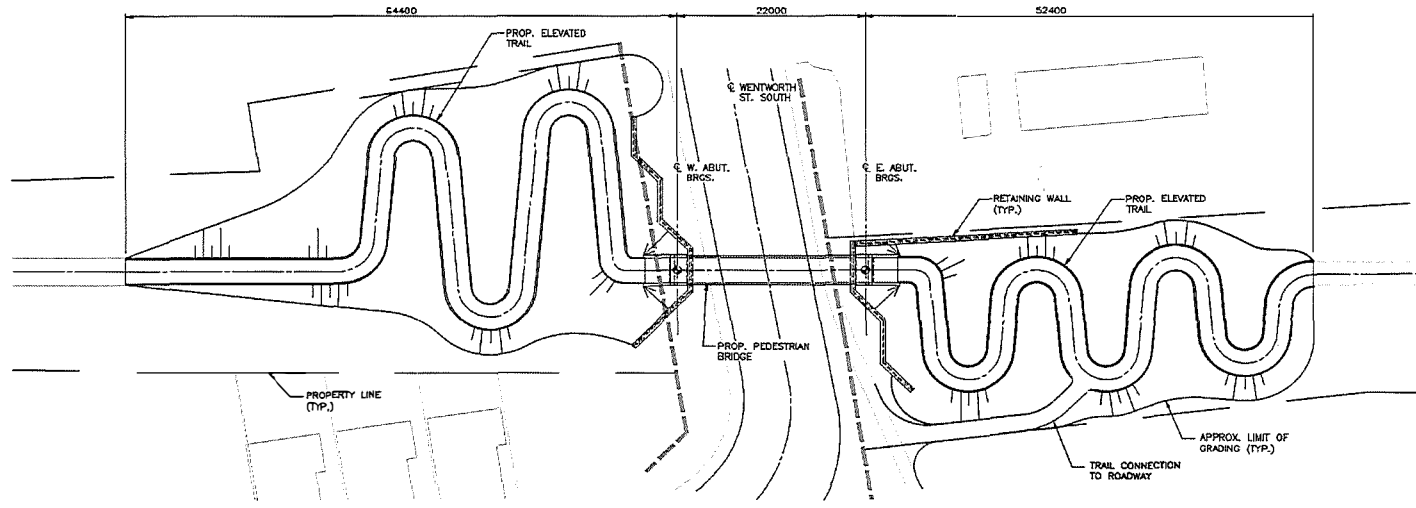 64400
22000
52400
PROP. ELEVATED
TRAIL
℄ WENTWORTH
ST. SOUTH
℄ W. ABUT.
BRGS.
℄ E. ABUT.
BRGS.
RETAINING WALL
(TYP.)
PROP. ELEVATED
TRAIL
PROP. PEDESTRIAN
BRIDGE
PROPERTY LINE
(TYP.)
APPROX. LIMIT OF
GRADING (TYP.)
TRAIL CONNECTION
TO ROADWAY